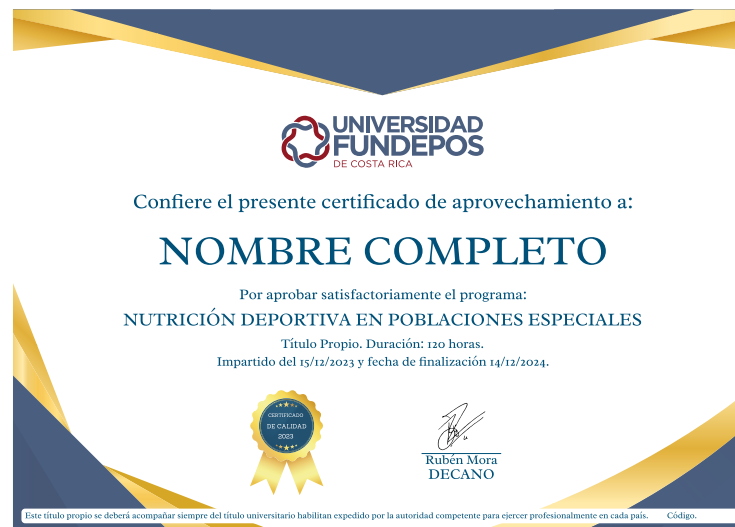 UNIVERSIDAD
FUNDEPOS
DE COSTA RICA
Confiere el presente certificado de aprovechamiento a:
NOMBRE COMPLETO
Por aprobar satisfactoriamente el programa:
NUTRICIÓN DEPORTIVA EN POBLACIONES ESPECIALES
Título Propio. Duración: 120 horas.
Impartido del 15/12/2023 y fecha de finalización 14/12/2024.
CERTIFICADO
DE CALIDAD
2023
Rubén Mora
DECANO
Este título propio se deberá acompañar siempre del título universitario habilitan expedido por la autoridad competente para ejercer profesionalmente en cada país. Código.